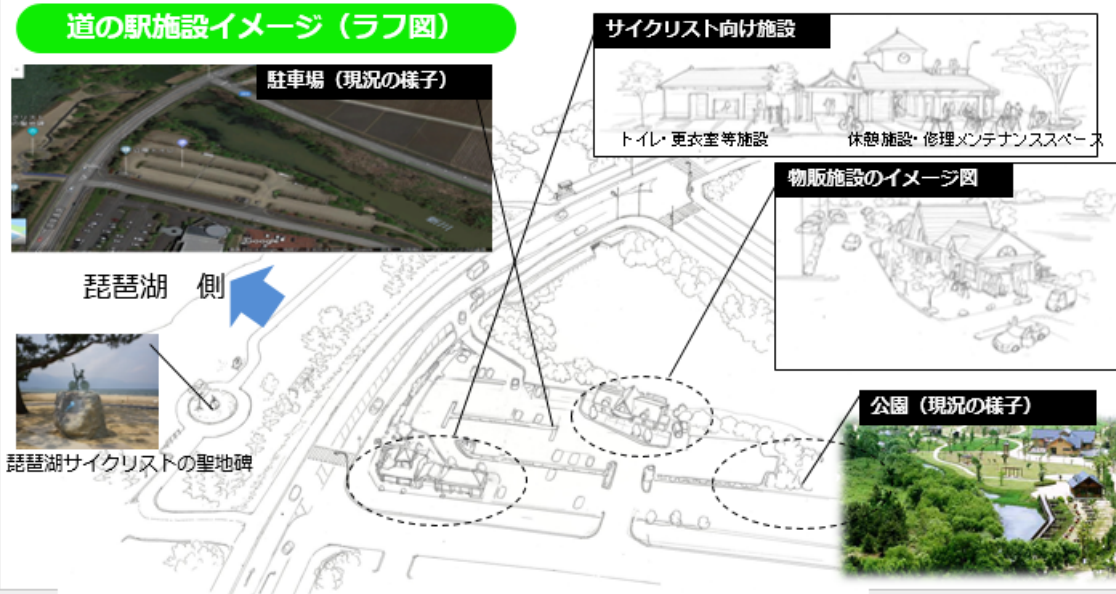 道の駅施設イメージ（ラフ図）
サイクリスト向け施設
駐車場（現況の様子）
トイレ・更衣室等施設
休憩施設・修理メンテナンススペース
物販施設のイメージ図
琵琶湖　側
公園（現況の様子）
琵琶湖サイクリストの聖地碑